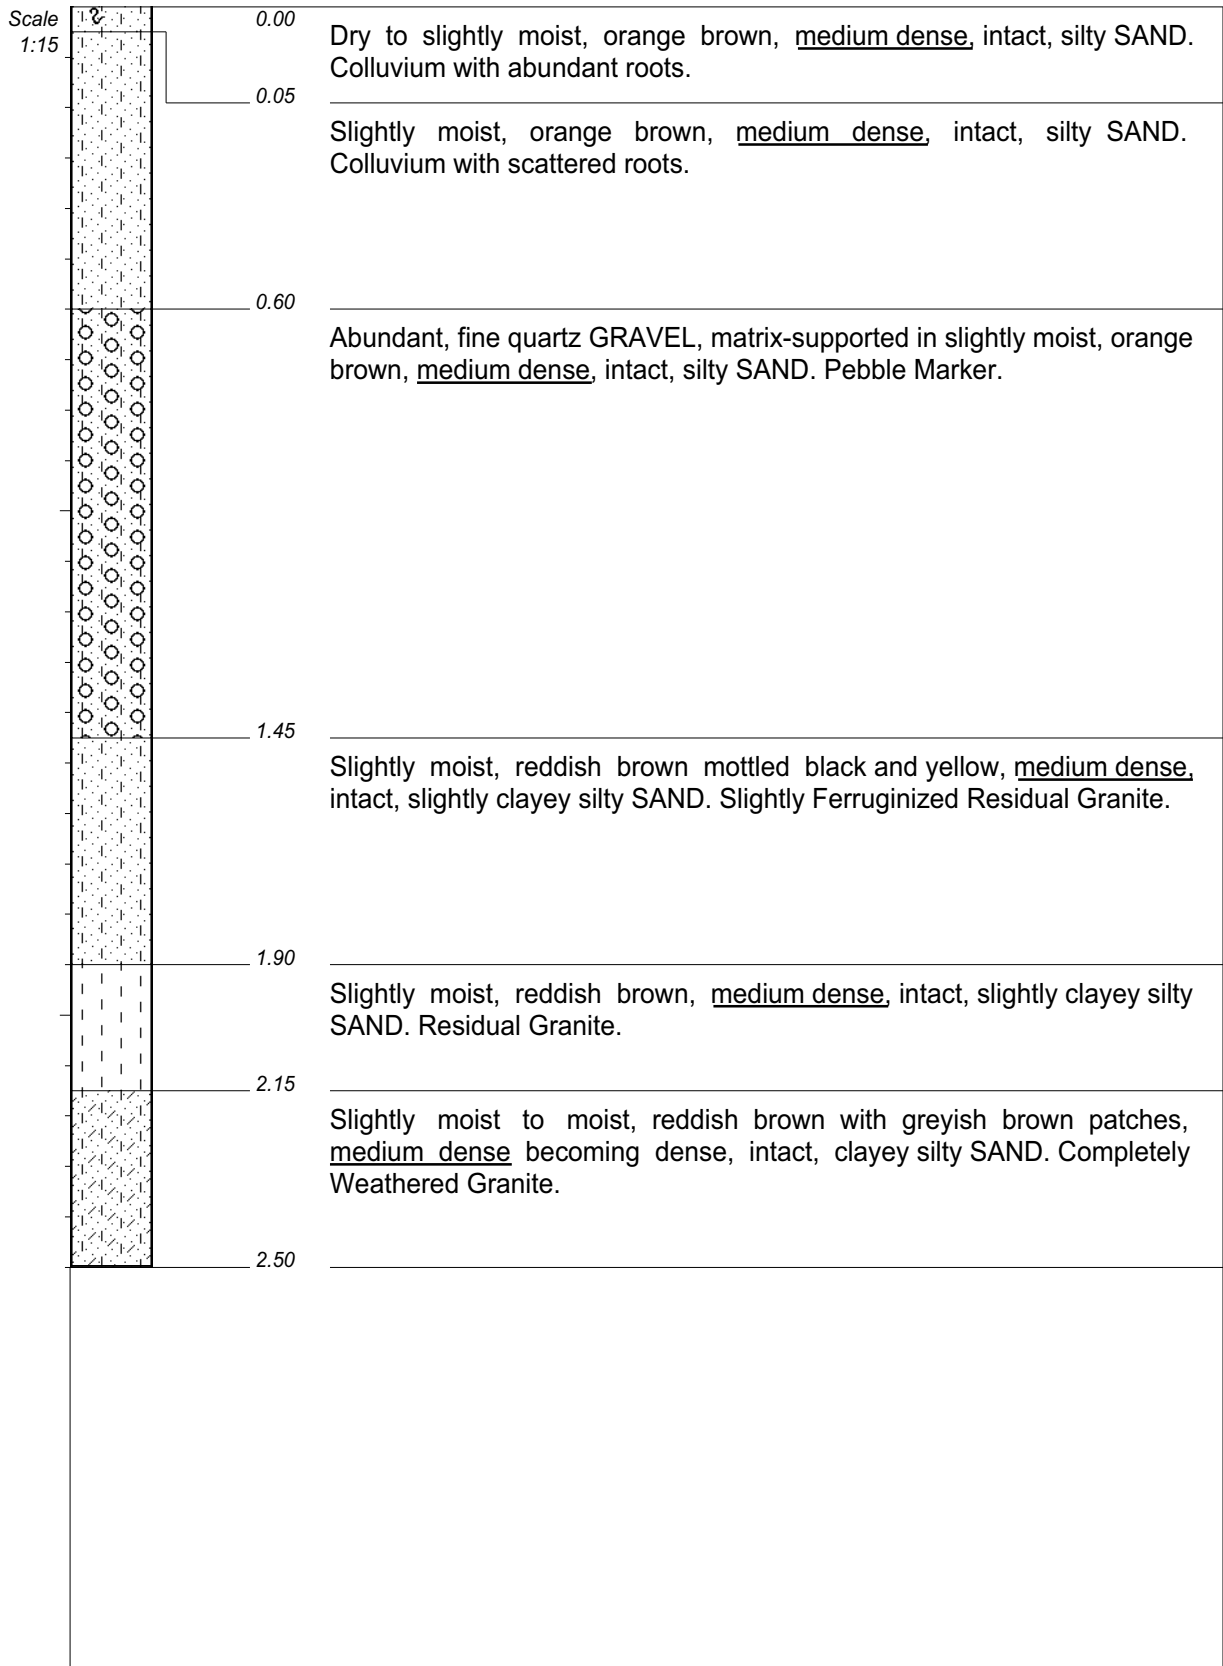 Scale
1:15
0.00
Dry to slightly moist, orange brown, medium dense, intact, silty SAND.
Colluvium with abundant roots.
0.05
Slightly moist, orange brown, medium dense, intact, silty SAND.
Colluvium with scattered roots.
0.60
Abundant, fine quartz GRAVEL, matrix-supported in slightly moist, orange
brown, medium dense, intact, silty SAND. Pebble Marker.
1.45
Slightly moist, reddish brown mottled black and yellow, medium dense,
intact, slightly clayey silty SAND. Slightly Ferruginized Residual Granite.
1.90
Slightly moist, reddish brown, medium dense, intact, slightly clayey silty
SAND. Residual Granite.
2.15
Slightly moist to moist, reddish brown with greyish brown patches,
medium dense becoming dense, intact, clayey silty SAND. Completely
Weathered Granite.
2.50